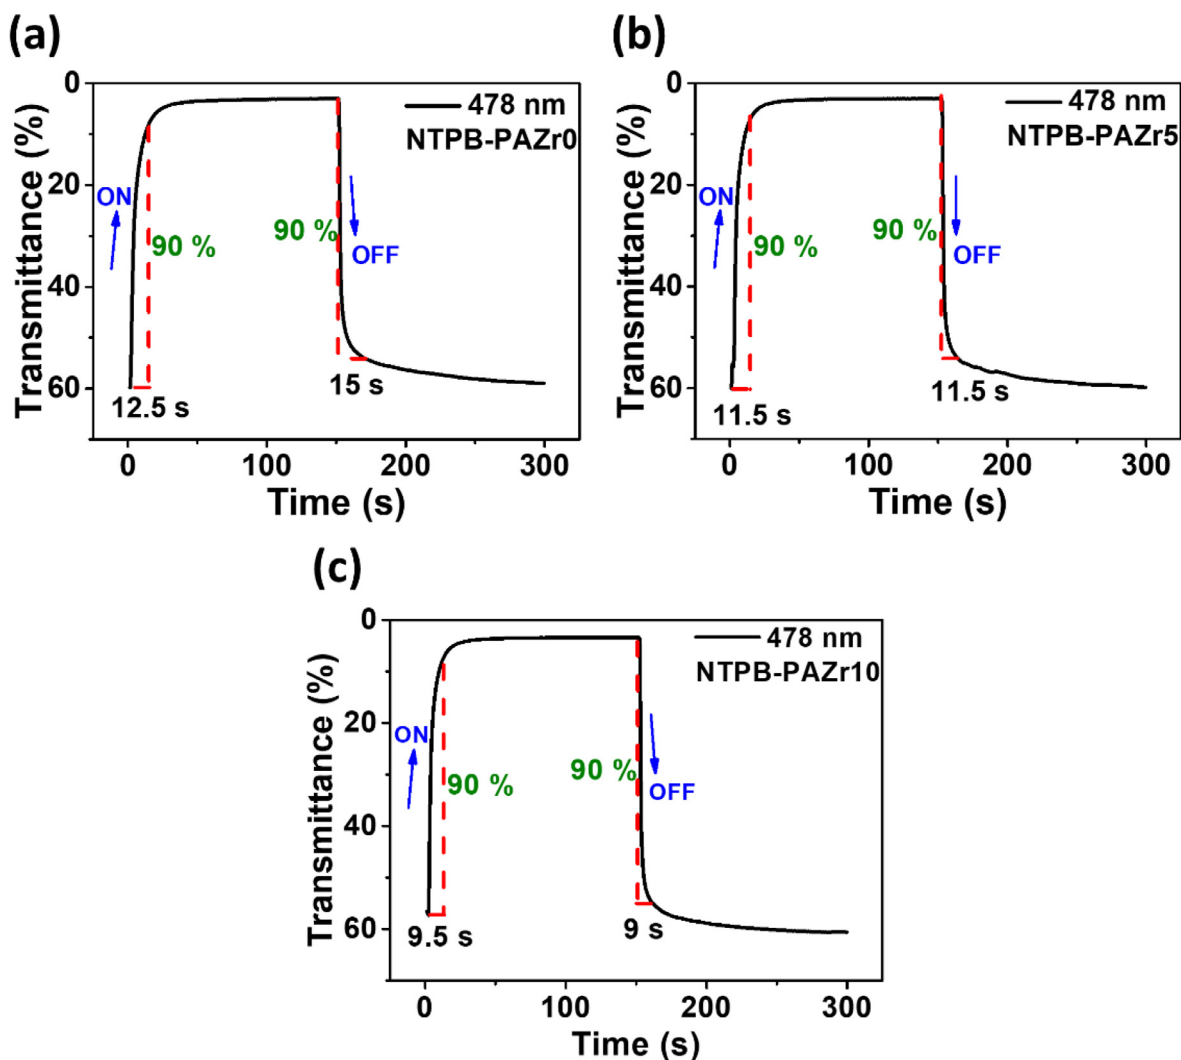 (a)
0
20
40
60
Transmittance (%)
478 nm
NTPB-PAZr0
ON
90 %
90 %
OFF
12.5 s
15 s
0
100
200
300
Time (s)
(b)
0
20
40
60
Transmittance (%)
478 nm
NTPB-PAZr5
ON
90 %
90 %
OFF
11.5 s
11.5 s
0
100
200
300
Time (s)
(c)
0
20
40
60
Transmittance (%)
478 nm
NTPB-PAZr10
ON
90 %
90 %
OFF
9.5 s
9 s
0
100
200
300
Time (s)